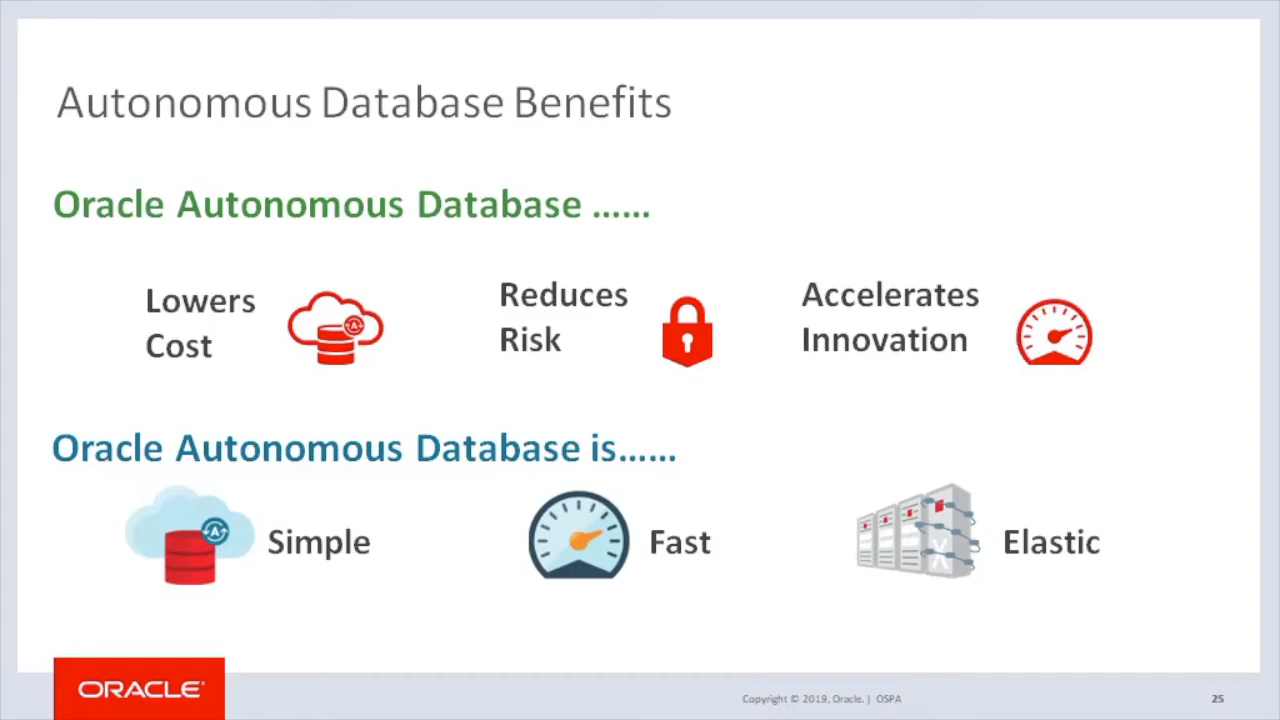 Autonomous Database Benefits
Oracle Autonomous Database ......
Lowers
Cost
Reduces
Risk
Accelerates
Innovation
Oracle Autonomous Database is......
A
Simple
Fast
X
Elastic
ORACLE®
Copyright © 2019, Oracle. | OSPA
25